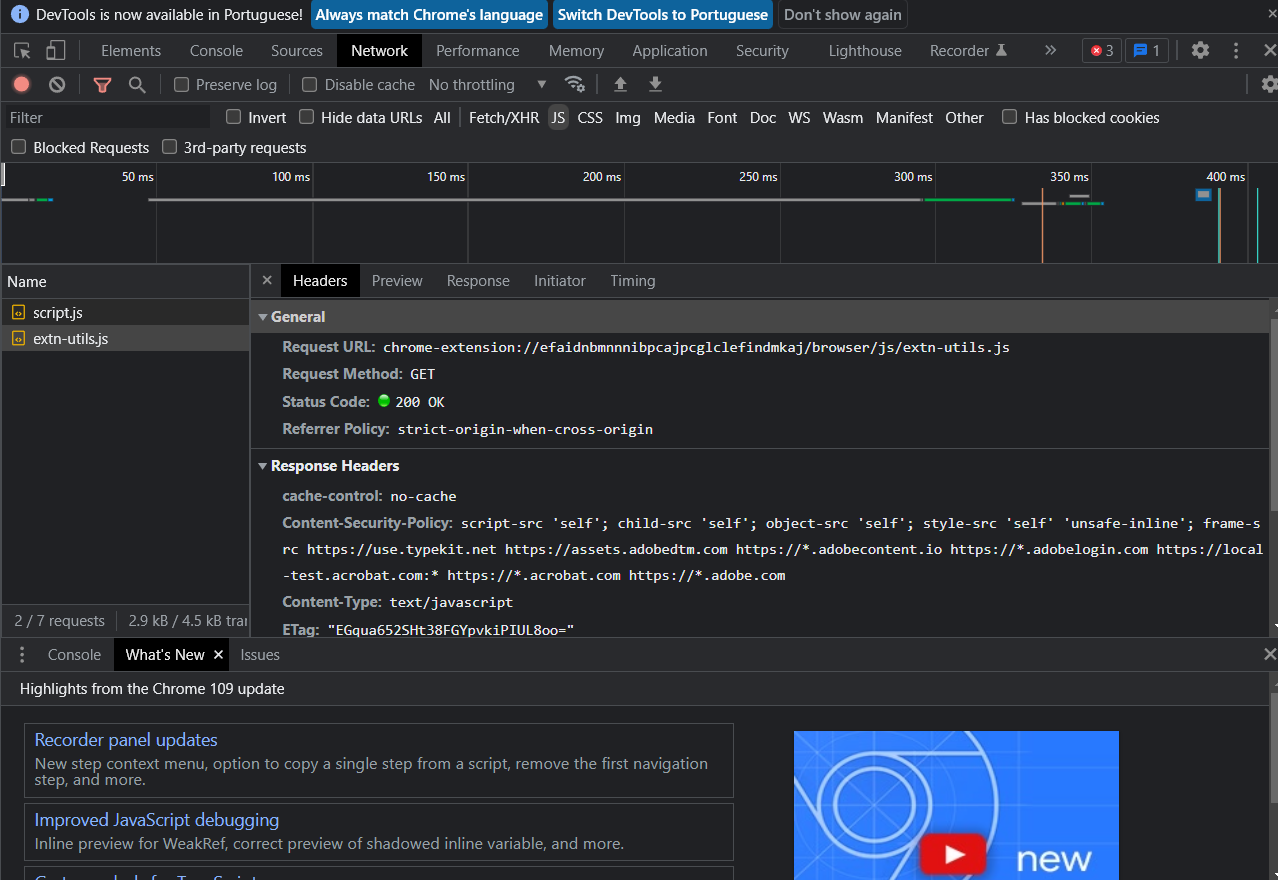 DevTools is now available in Portuguese! Always match Chrome's language Switch DevTools to Portuguese Don't show again
Elements Console Sources Network Performance Memory Application Security Lighthouse Recorder 3 1
Preserve log Disable cache No throttling
Filter Invert Hide data URLs All Fetch/XHR JS CSS Img Media Font Doc WS Wasm Manifest Other Has blocked cookies
Blocked Requests 3rd-party requests
50 ms 100 ms 150 ms 200 ms 250 ms 300 ms 350 ms 400 ms
Name
script.js
extn-utils.js
2 / 7 requests 2.9 kB / 4.5 kB
Headers Preview Response Initiator Timing
General
Request URL: chrome-extension://efaidnbmnnnibpcajpcglclefindmkaj/browser/js/extn-utils.js
Request Method: GET
Status Code: 200 OK
Referrer Policy: strict-origin-when-cross-origin
Response Headers
cache-control: no-cache
Content-Security-Policy: script-src 'self'; child-src 'self'; object-src 'self'; style-src 'self' 'unsafe-inline'; frame-s
rc https://use.typekit.net https://assets.adobedtm.com https://*.adobecontent.io https://*.adobelogin.com https://local
-test.acrobat.com:* https://*.acrobat.com https://*.adobe.com
Content-Type: text/javascript
ETag: "EGqua652SHt38FGYpvkiPIUL8oo="
Console What's New Issues
Highlights from the Chrome 109 update
Recorder panel updates
New step context menu, option to copy a single step from a script, remove the first navigation
step, and more.
Improved JavaScript debugging
Inline preview for WeakRef, correct preview of shadowed inline variable, and more.
new